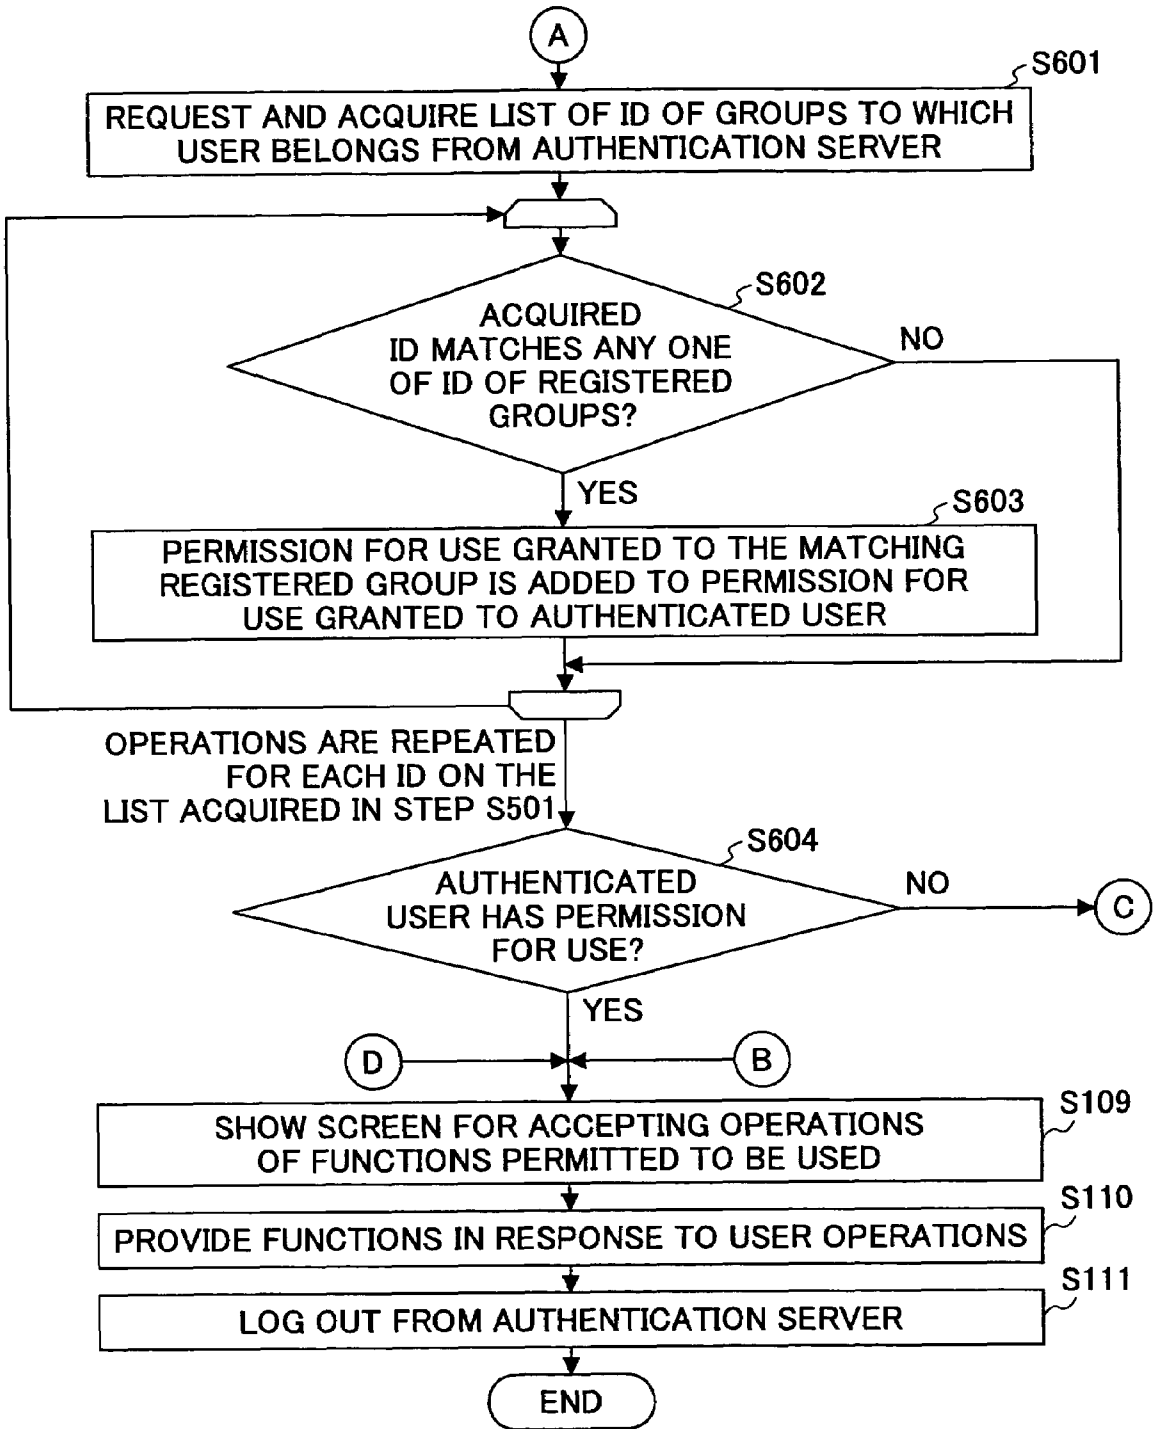 A
S601
REQUEST AND ACQUIRE LIST OF ID OF GROUPS TO WHICH
USER BELONGS FROM AUTHENTICATION SERVER
S602
ACQUIRED
ID MATCHES ANY ONE
OF ID OF REGISTERED
GROUPS?
NO
YES
S603
PERMISSION FOR USE GRANTED TO THE MATCHING
REGISTERED GROUP IS ADDED TO PERMISSION FOR
USE GRANTED TO AUTHENTICATED USER
OPERATIONS ARE REPEATED
FOR EACH ID ON THE
LIST ACQUIRED IN STEP S501
S604
AUTHENTICATED
USER HAS PERMISSION
FOR USE?
NO
C
YES
D
B
S109
SHOW SCREEN FOR ACCEPTING OPERATIONS
OF FUNCTIONS PERMITTED TO BE USED
S110
PROVIDE FUNCTIONS IN RESPONSE TO USER OPERATIONS
S111
LOG OUT FROM AUTHENTICATION SERVER
END